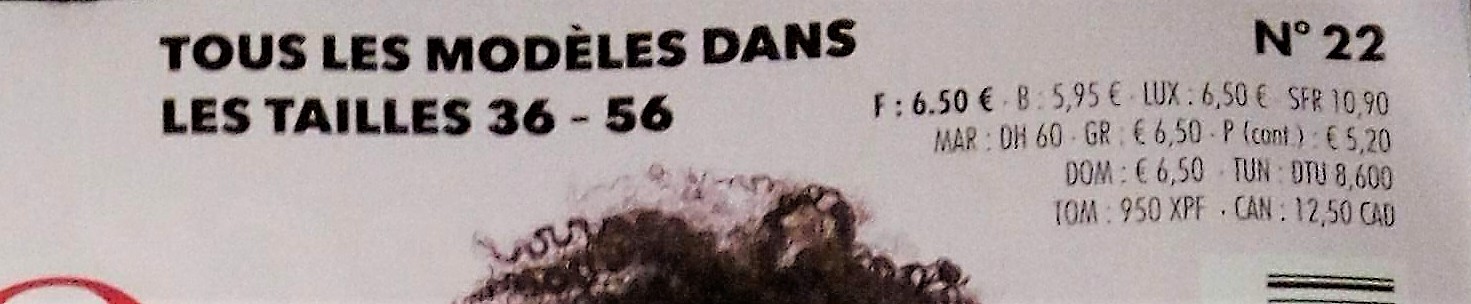 TOUS LES MODÈLES DANS
LES TAILLES 36 - 56
N° 22
F : 6.50 € · B : 5,95 € · LUX : 6,50 € SFR 10,90
MAR : DH 60 · GR : € 6,50 · P (cont.) : € 5,20
DOM : € 6,50 · TUN : DTU 8,600
TOM : 950 XPF · CAN : 12,50 CAD